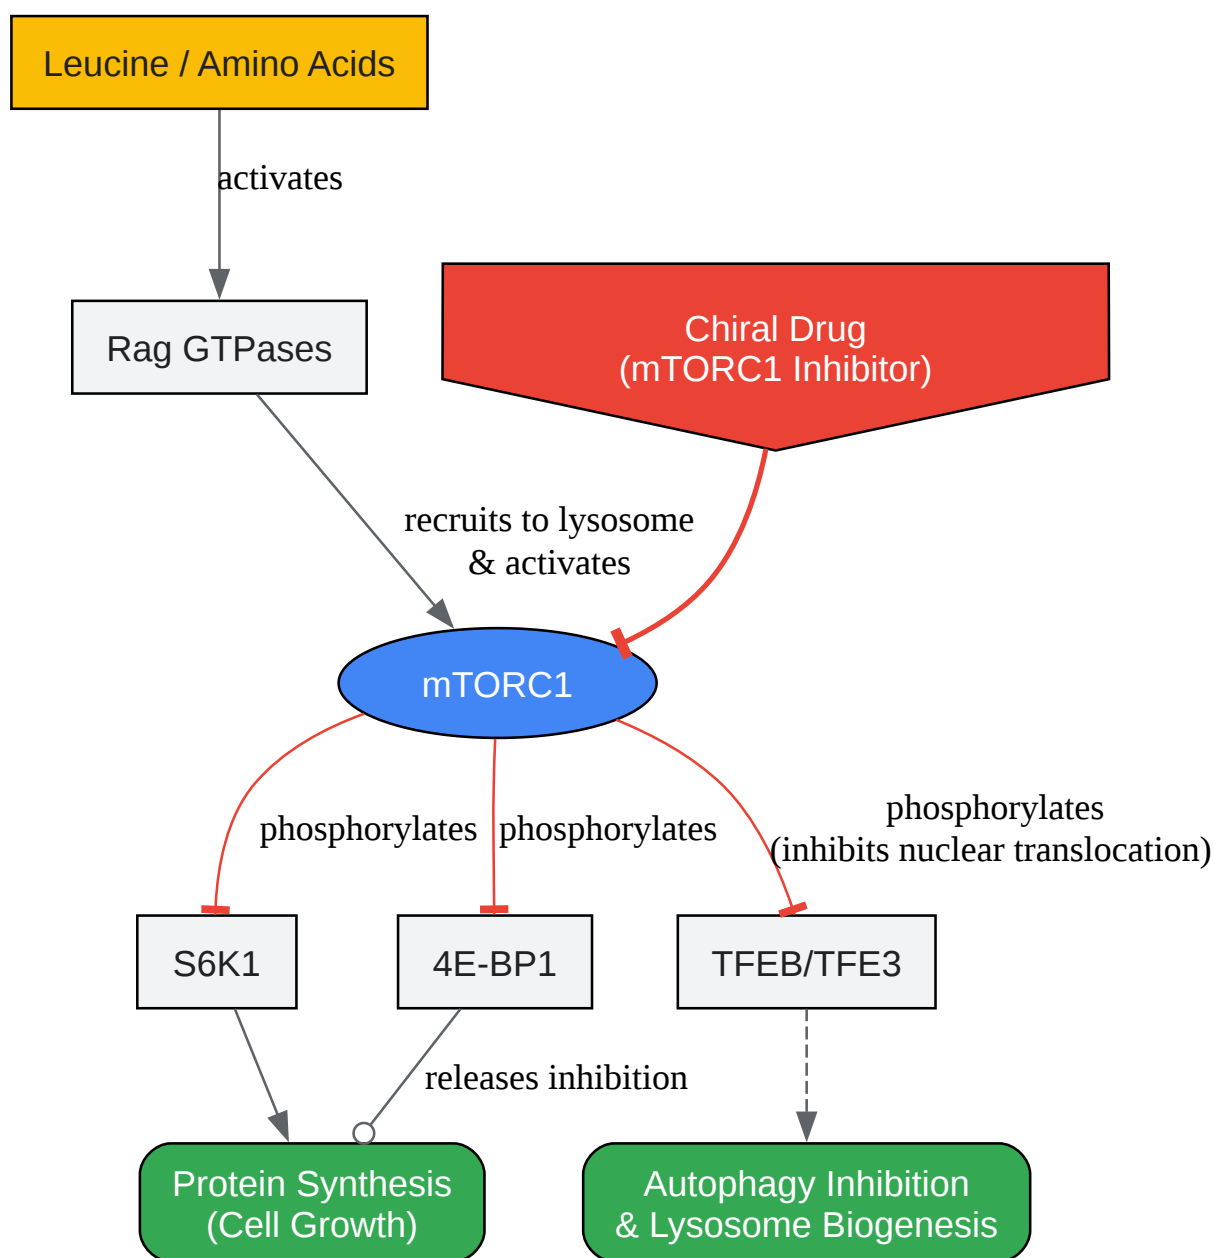 Leucine / Amino Acids
activates
Rag GTPases
Chiral Drug
(mTORC1 Inhibitor)
recruits to lysosome
& activates
mTORC1
phosphorylates
phosphorylates
phosphorylates
(inhibits nuclear translocation)
S6K1
4E-BP1
TFEB/TFE3
releases inhibition
Protein Synthesis
(Cell Growth)
Autophagy Inhibition
& Lysosome Biogenesis